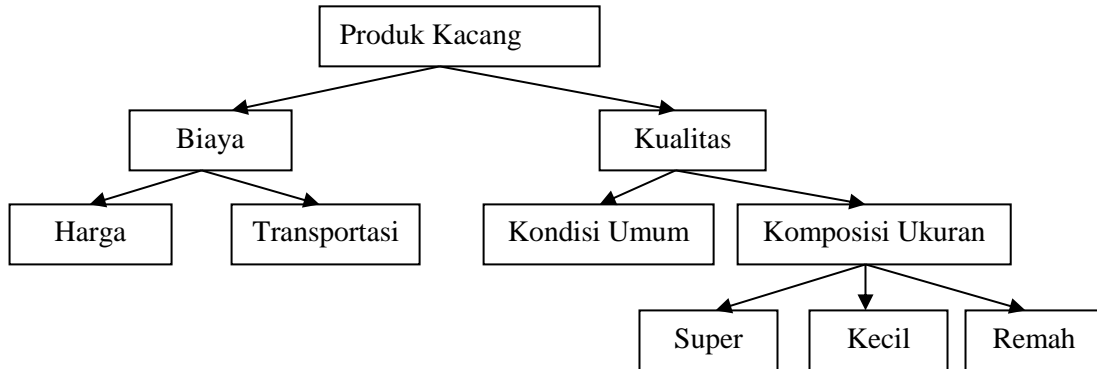 Produk Kacang
Biaya
Kualitas
Harga
Transportasi
Kondisi Umum
Komposisi Ukuran
Super
Kecil
Remah